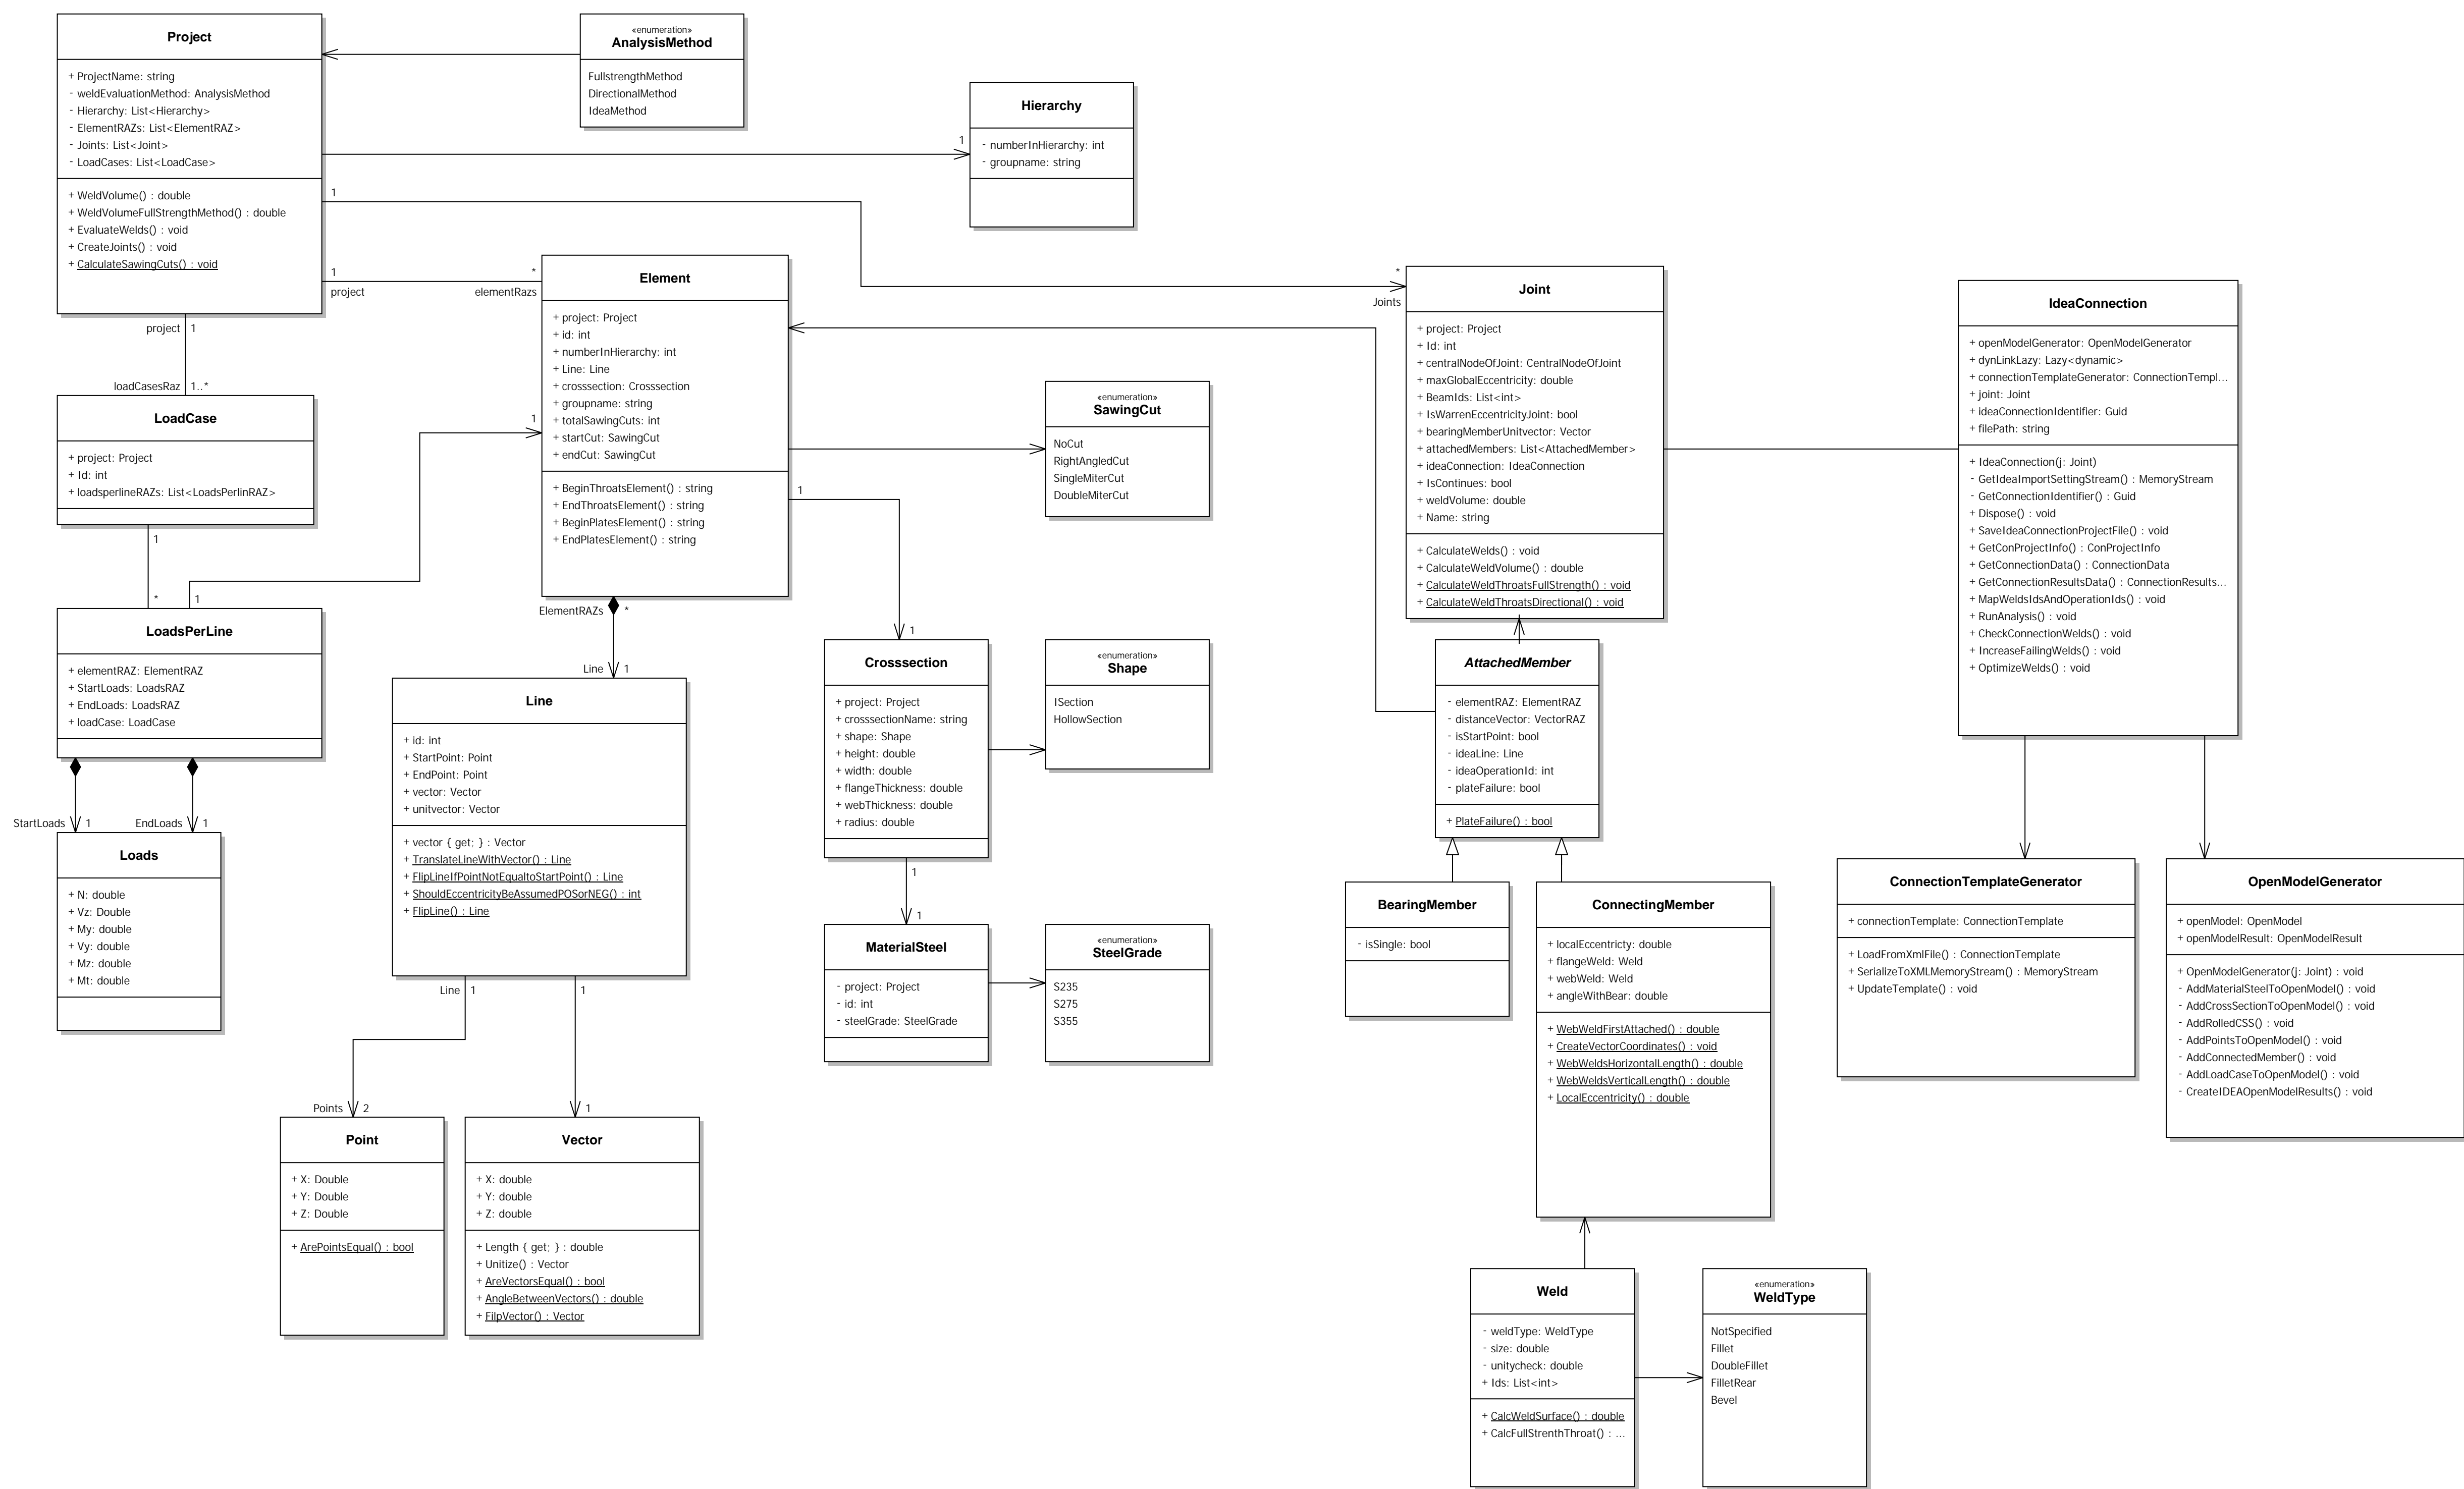 Project
+ ProjectName: string
- weldEvaluationMethod: AnalysisMethod
- Hierarchy: List<Hierarchy>
- ElementRAZs: List<ElementRAZ>
- Joints: List<Joint>
- LoadCases: List<LoadCase>
+ WeldVolume() : double
+ WeldVolumeFullStrengthMethod() : double
+ EvaluateWelds() : void
+ CreateJoints() : void
+ CalculateSawingCuts() : void
«enumeration»
AnalysisMethod
FullstrengthMethod
DirectionalMethod
IdeaMethod
1
Hierarchy
- numberInHierarchy: int
- groupname: string
1
*
Joints
1
*
project
elementRazs
project
1
loadCasesRaz
1..*
Element
+ project: Project
+ id: int
+ numberInHierarchy: int
+ Line: Line
+ crosssection: Crosssection
+ groupname: string
+ totalSawingCuts: int
+ startCut: SawingCut
+ endCut: SawingCut
+ BeginThroatsElement() : string
+ EndThroatsElement() : string
+ BeginPlatesElement() : string
+ EndPlatesElement() : string
LoadCase
+ project: Project
+ Id: int
+ loadsperlineRAZs: List<LoadsPerlinRAZ>
1
*
1
1
LoadsPerLine
+ elementRAZ: ElementRAZ
+ StartLoads: LoadsRAZ
+ EndLoads: LoadsRAZ
+ loadCase: LoadCase
StartLoads
1
EndLoads
1
Loads
+ N: double
+ Vz: Double
+ My: double
+ Vy: double
+ Mz: double
+ Mt: double
ElementRAZs
*
Line
1
Line
+ id: int
+ StartPoint: Point
+ EndPoint: Point
+ vector: Vector
+ unitvector: Vector
+ vector { get; } : Vector
+ TranslateLineWithVector() : Line
+ FlipLineIfPointNotEqualtoStartPoint() : Line
+ ShouldEccentricityBeAssumedPOSorNEG() : int
+ FlipLine() : Line
Line
1
1
Points
2
1
Point
+ X: Double
+ Y: Double
+ Z: Double
+ ArePointsEqual() : bool
Vector
+ X: double
+ Y: double
+ Z: double
+ Length { get; } : double
+ Unitize() : Vector
+ AreVectorsEqual() : bool
+ AngleBetweenVectors() : double
+ FilpVector() : Vector
«enumeration»
SawingCut
NoCut
RightAngledCut
SingleMiterCut
DoubleMiterCut
1
1
Crosssection
+ project: Project
+ crosssectionName: string
+ shape: Shape
+ height: double
+ width: double
+ flangeThickness: double
+ webThickness: double
+ radius: double
«enumeration»
Shape
ISection
HollowSection
1
1
MaterialSteel
- project: Project
- id: int
- steelGrade: SteelGrade
«enumeration»
SteelGrade
S235
S275
S355
Joint
+ project: Project
+ Id: int
+ centralNodeOfJoint: CentralNodeOfJoint
+ maxGlobalEccentricity: double
+ BeamIds: List<int>
+ IsWarrenEccentricityJoint: bool
+ bearingMemberUnitvector: Vector
+ attachedMembers: List<AttachedMember>
+ ideaConnection: IdeaConnection
+ IsContinues: bool
+ weldVolume: double
+ Name: string
+ CalculateWelds() : void
+ CalculateWeldVolume() : double
+ CalculateWeldThroatsFullStrength() : void
+ CalculateWeldThroatsDirectional() : void
AttachedMember
- elementRAZ: ElementRAZ
- distanceVector: VectorRAZ
- isStartPoint: bool
- ideaLine: Line
- ideaOperationId: int
- plateFailure: bool
+ PlateFailure() : bool
BearingMember
- isSingle: bool
ConnectingMember
+ localEccentricty: double
+ flangeWeld: Weld
+ webWeld: Weld
+ angleWithBear: double
+ WebWeldFirstAttached() : double
+ CreateVectorCoordinates() : void
+ WebWeldsHorizontalLength() : double
+ WebWeldsVerticalLength() : double
+ LocalEccentricity() : double
Weld
- weldType: WeldType
- size: double
- unitycheck: double
+ Ids: List<int>
+ CalcWeldSurface() : double
+ CalcFullStrenthThroat() : ...
«enumeration»
WeldType
NotSpecified
Fillet
DoubleFillet
FilletRear
Bevel
IdeaConnection
+ openModelGenerator: OpenModelGenerator
+ dynLinkLazy: Lazy<dynamic>
+ connectionTemplateGenerator: ConnectionTempl...
+ joint: Joint
+ ideaConnectionIdentifier: Guid
+ filePath: string
+ IdeaConnection(j: Joint)
- GetIdeaImportSettingStream() : MemoryStream
- GetConnectionIdentifier() : Guid
+ Dispose() : void
+ SaveIdeaConnectionProjectFile() : void
+ GetConProjectInfo() : ConProjectInfo
+ GetConnectionData() : ConnectionData
+ GetConnectionResultsData() : ConnectionResults...
+ MapWeldsIdsAndOperationIds() : void
+ RunAnalysis() : void
+ CheckConnectionWelds() : void
+ IncreaseFailingWelds() : void
+ OptimizeWelds() : void
ConnectionTemplateGenerator
+ connectionTemplate: ConnectionTemplate
+ LoadFromXmlFile() : ConnectionTemplate
+ SerializeToXMLMemoryStream() : MemoryStream
+ UpdateTemplate() : void
OpenModelGenerator
+ openModel: OpenModel
+ openModelResult: OpenModelResult
+ OpenModelGenerator(j: Joint) : void
- AddMaterialSteelToOpenModel() : void
- AddCrossSectionToOpenModel() : void
- AddRolledCSS() : void
- AddPointsToOpenModel() : void
- AddConnectedMember() : void
- AddLoadCaseToOpenModel() : void
- CreateIDEAOpenModelResults() : void